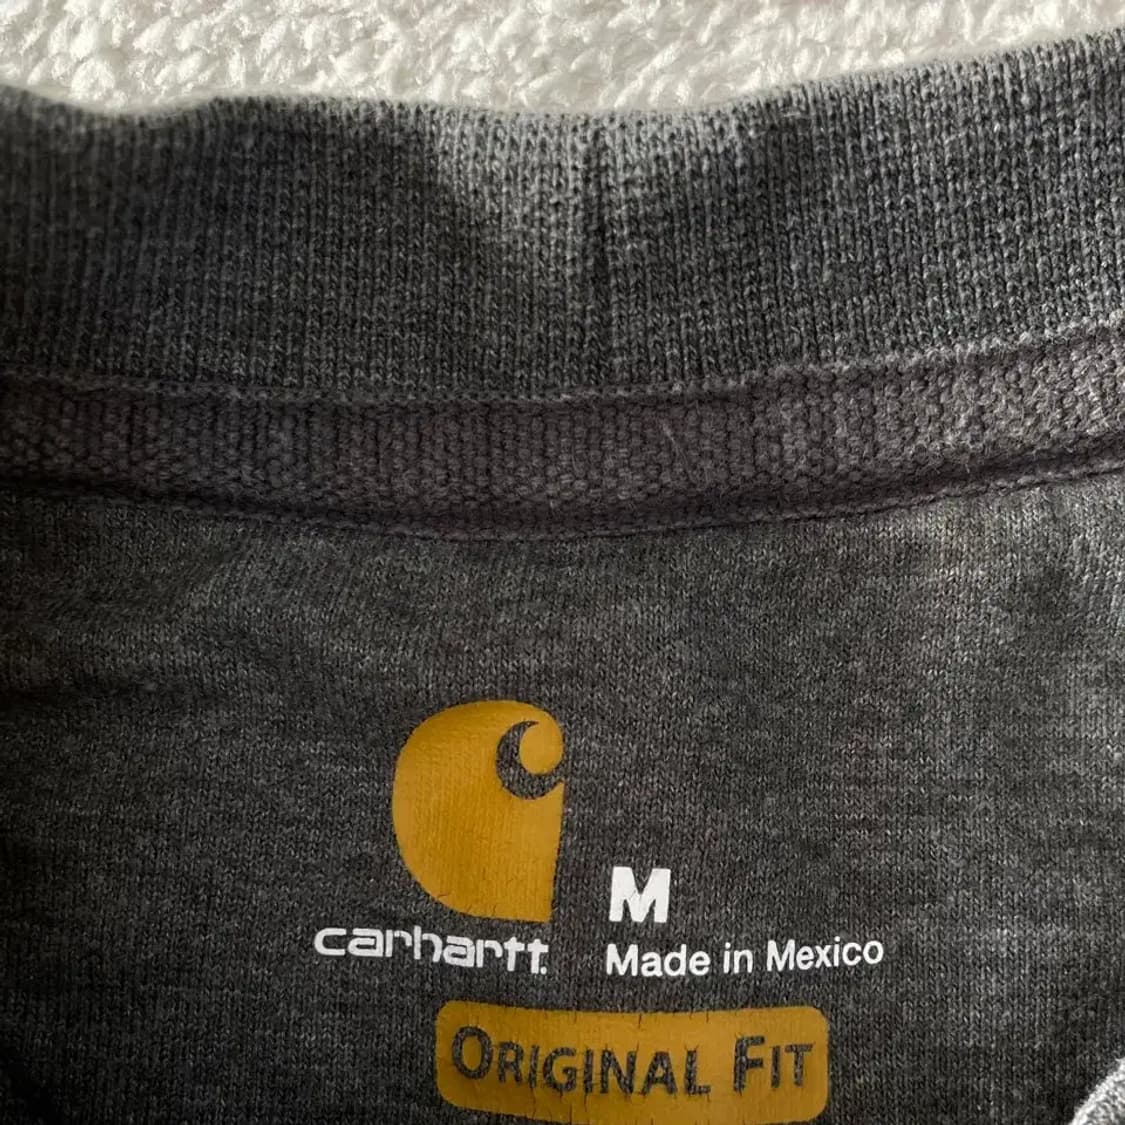 M
carhartt.
Made in Mexico
ORIGINAL FIT